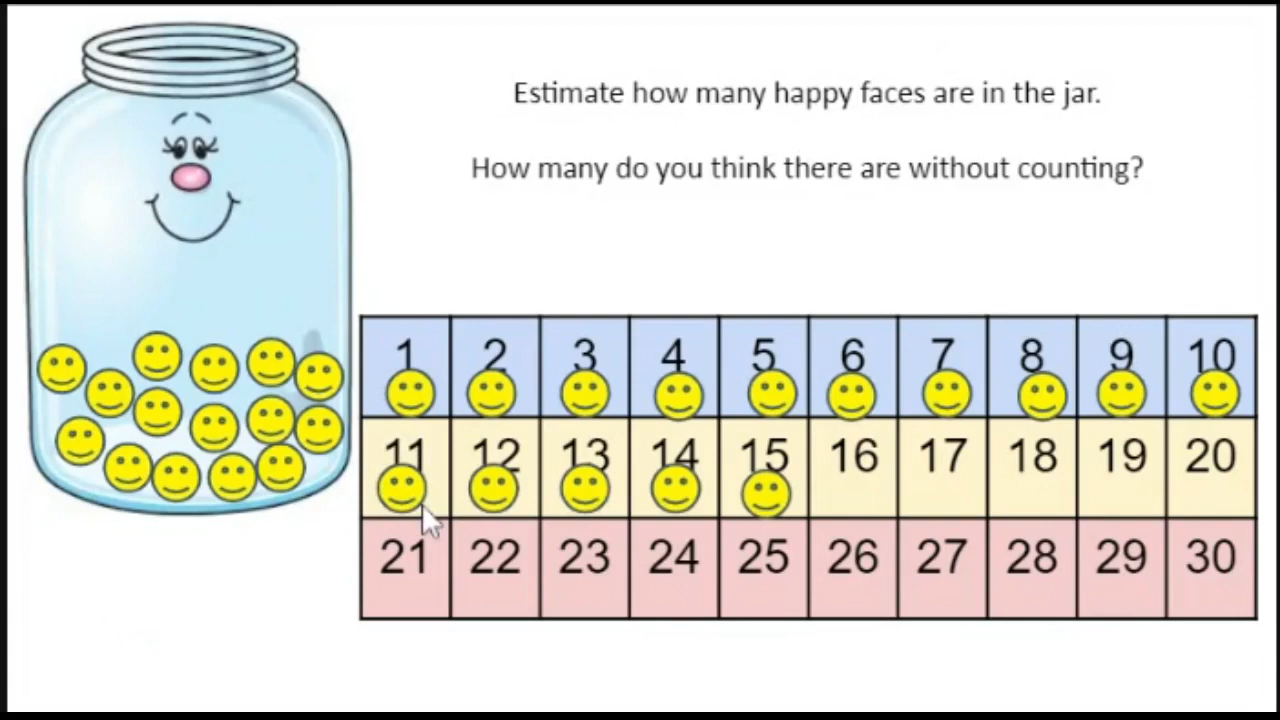 Estimate how many happy faces are in the jar.
How many do you think there are without counting?
1 2 3 4 5 6 7 8 9 10
11 12 13 14 15 16 17 18 19 20
21 22 23 24 25 26 27 28 29 30